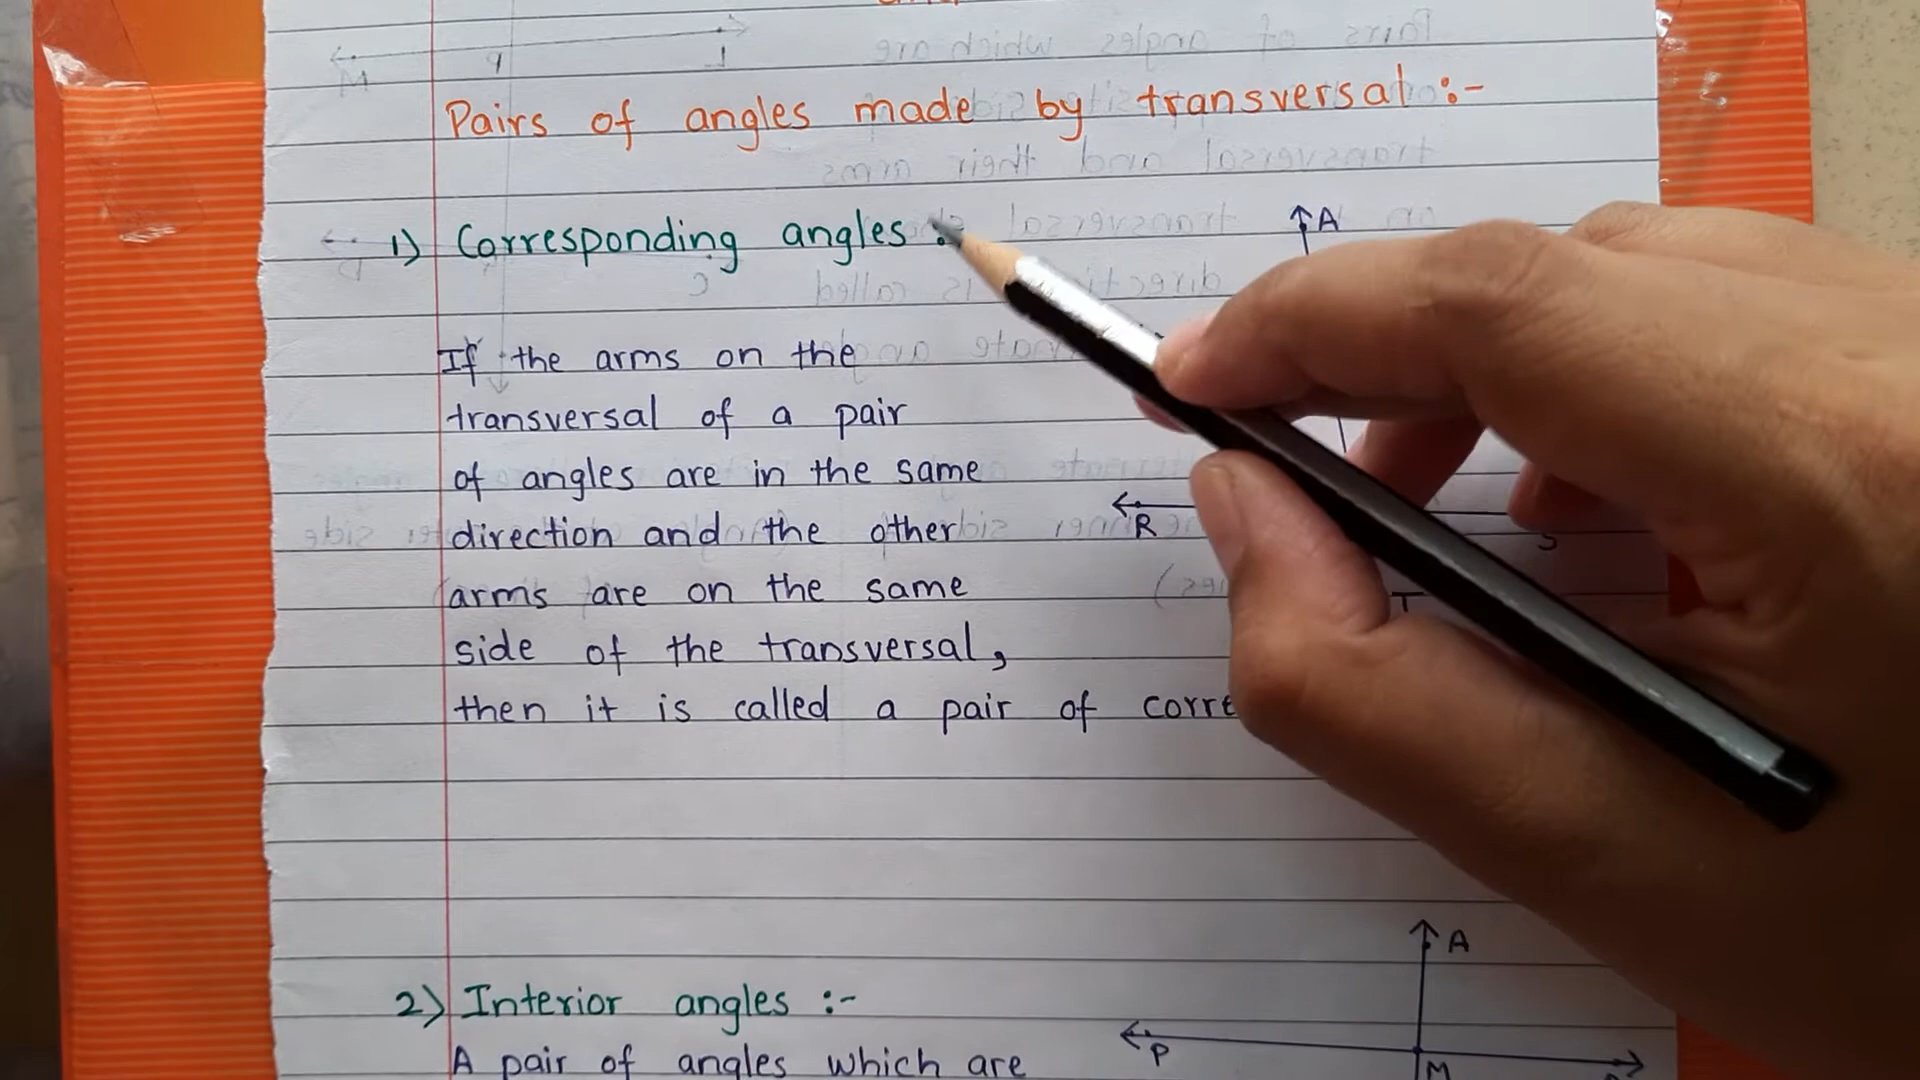 Pairs of angles made by transversal :-
1) Corresponding angles :
A
If the arms on the
transversal of a pair
of angles are in the same
R
direction and the other
S
arms are on the same
T
side of the transversal,
then it is called a pair of corre
A
2) Interior angles :-
P
A pair of angles which are
M